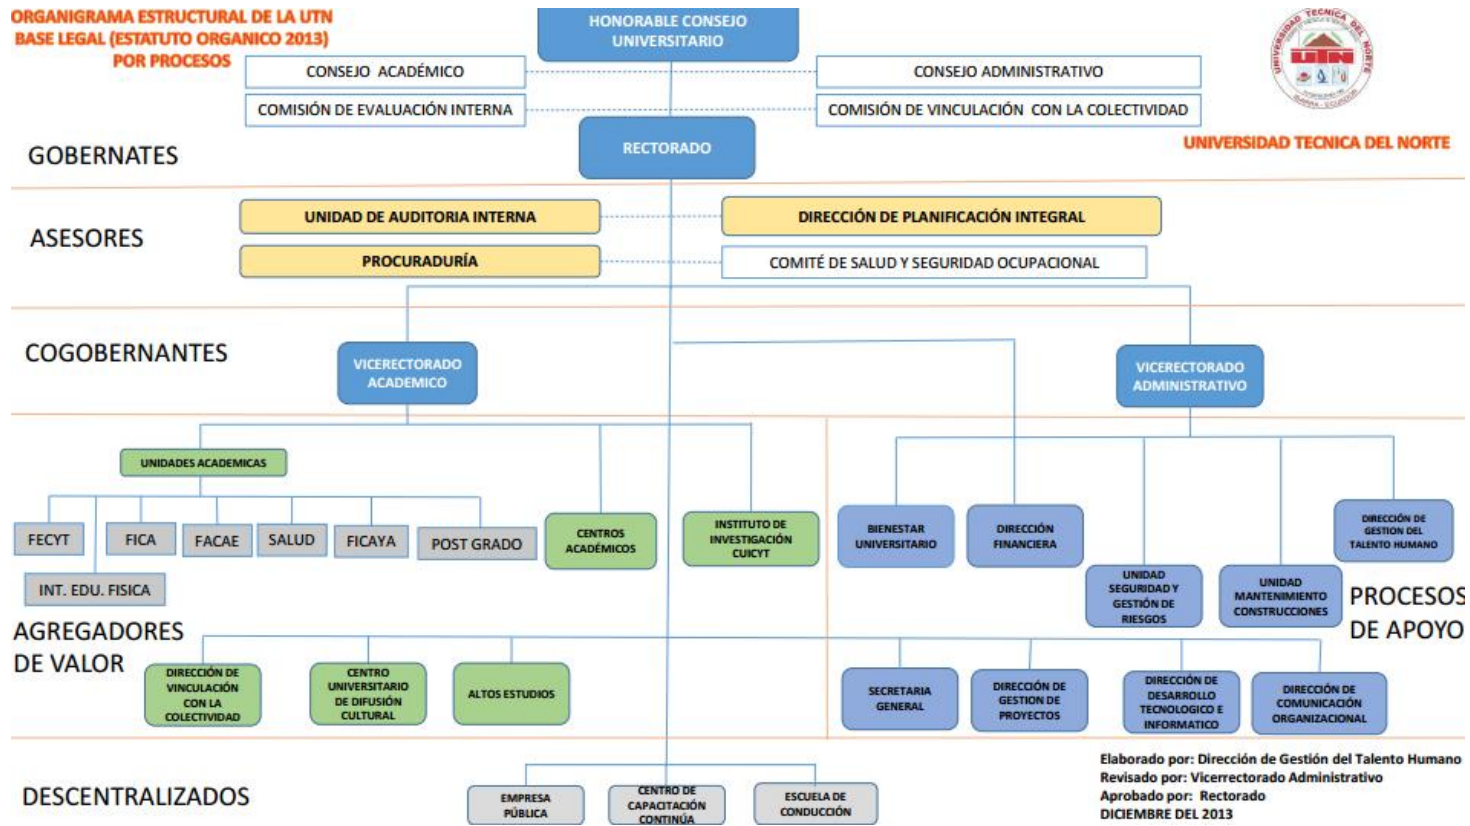 ORGANIGRAMA ESTRUCTURAL DE LA UTN
BASE LEGAL (ESTATUTO ORGANICO 2013)
POR PROCESOS
HONORABLE CONSEJO
UNIVERSITARIO
UNIVERSIDAD TECNICA DEL NORTE
UTN
IBARRA - ECUADOR
CONSEJO ACADÉMICO
CONSEJO ADMINISTRATIVO
COMISIÓN DE EVALUACIÓN INTERNA
COMISIÓN DE VINCULACIÓN CON LA COLECTIVIDAD
RECTORADO
UNIVERSIDAD TECNICA DEL NORTE
GOBERNATES
UNIDAD DE AUDITORIA INTERNA
DIRECCIÓN DE PLANIFICACIÓN INTEGRAL
ASESORES
PROCURADURÍA
COMITÉ DE SALUD Y SEGURIDAD OCUPACIONAL
COGOBERNANTES
VICERECTORADO
ACADEMICO
VICERECTORADO
ADMINISTRATIVO
UNIDADES ACADEMICAS
FECYT
FICA
FACAE
SALUD
FICAYA
POST GRADO
INT. EDU. FISICA
CENTROS
ACADÉMICOS
INSTITUTO DE
INVESTIGACIÓN
CUICYT
BIENESTAR
UNIVERSITARIO
DIRECCIÓN
FINANCIERA
UNIDAD
SEGURIDAD Y
GESTIÓN DE
RIESGOS
UNIDAD
MANTENIMIENTO
CONSTRUCCIONES
DIRECCIÓN DE
GESTION DEL
TALENTO HUMANO
PROCESOS
DE APOYO
AGREGADORES
DE VALOR
DIRECCIÓN DE
VINCULACIÓN
CON LA
COLECTIVIDAD
CENTRO
UNIVERSITARIO
DE DIFUSIÓN
CULTURAL
ALTOS ESTUDIOS
SECRETARIA
GENERAL
DIRECCIÓN DE
GESTION DE
PROYECTOS
DIRECCIÓN DE
DESARROLLO
TECNOLOGICO E
INFORMATICO
DIRECCIÓN DE
COMUNICACIÓN
ORGANIZACIONAL
DESCENTRALIZADOS
EMPRESA
PÚBLICA
CENTRO DE
CAPACITACIÓN
CONTINÚA
ESCUELA DE
CONDUCCIÓN
Elaborado por: Dirección de Gestión del Talento Humano
Revisado por: Vicerrectorado Administrativo
Aprobado por: Rectorado
DICIEMBRE DEL 2013